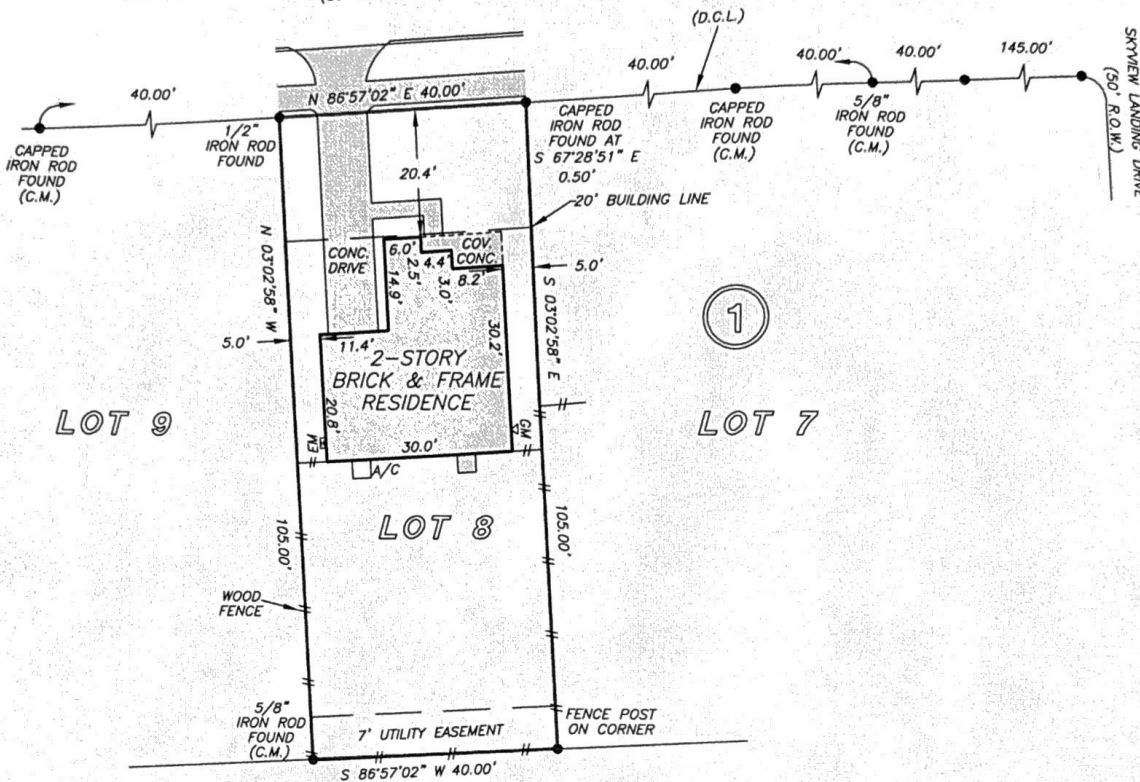 (D.C.L.)
SKYVIEW LANDING DRIVE
(50' R.O.W.)
40.00'
40.00'
40.00'
40.00'
145.00'
N 86°57'02" E 40.00'
CAPPED
IRON ROD
FOUND
(C.M.)
1/2"
IRON ROD
FOUND
CAPPED
IRON ROD
FOUND AT
S 67°28'51" E
0.50'
CAPPED
IRON ROD
FOUND
(C.M.)
5/8"
IRON ROD
FOUND
(C.M.)
20.4'
20' BUILDING LINE
N 03°02'58" W
CONC.
DRIVE
6.0'
2.5'
4.4'
COV.
CONC.
3.0'
8.2'
14.9'
5.0'
S 03°02'58" E
1
5.0'
11.4'
30.2'
2-STORY
BRICK & FRAME
RESIDENCE
20.8'
LOT 9
LOT 7
EM
GM
30.0'
A/C
LOT 8
105.00'
105.00'
WOOD
FENCE
5/8"
IRON ROD
FOUND
(C.M.)
7' UTILITY EASEMENT
FENCE POST
ON CORNER
S 86°57'02" W 40.00'